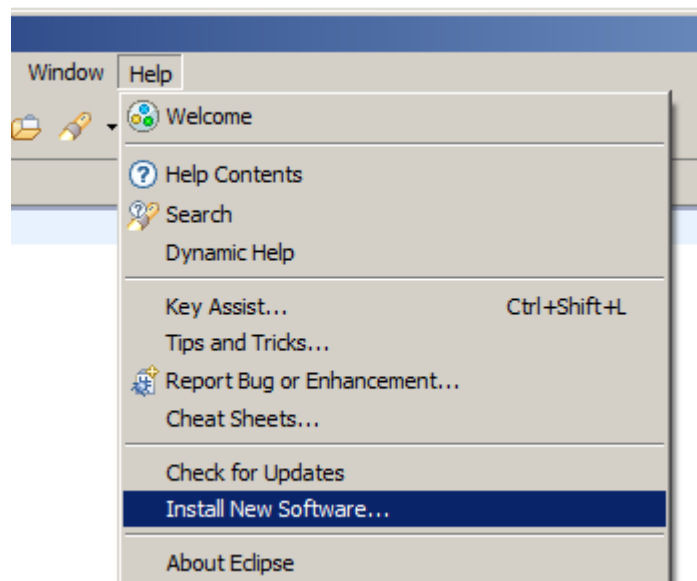 Window Help
Welcome
Help Contents
Search
Dynamic Help
Key Assist... Ctrl+Shift+L
Tips and Tricks...
Report Bug or Enhancement...
Cheat Sheets...
Check for Updates
Install New Software...
About Eclipse